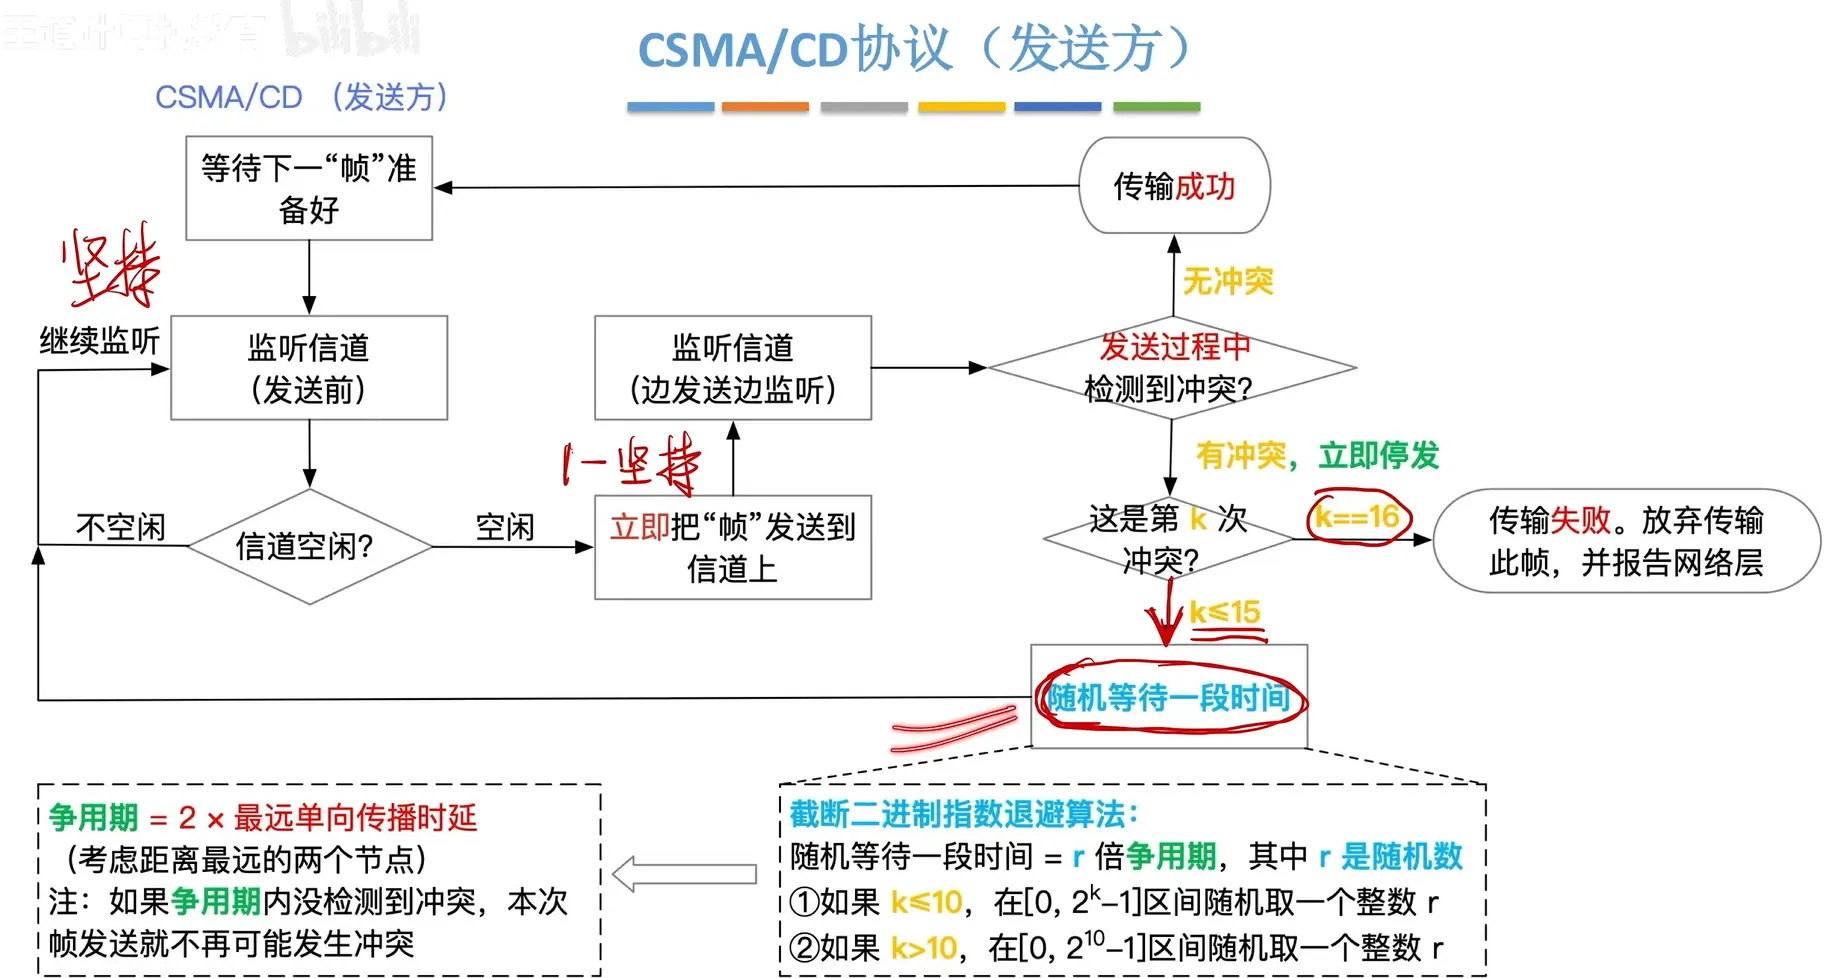 王道计算机教育 bilibili
CSMA/CD协议（发送方）
CSMA/CD （发送方）
等待下一“帧”准
备好
传输成功
坚持
无冲突
继续监听
监听信道
（发送前）
监听信道
（边发送边监听）
发送过程中
检测到冲突？
1-坚持
有冲突，立即停发
不空闲
信道空闲？
空闲
立即把“帧”发送到
信道上
这是第 k 次
冲突？
k==16
传输失败。放弃传输
此帧，并报告网络层
k≤15
随机等待一段时间
争用期 = 2 × 最远单向传播时延
（考虑距离最远的两个节点）
注：如果争用期内没检测到冲突，本次
帧发送就不再可能发生冲突
截断二进制指数退避算法：
随机等待一段时间 = r 倍争用期，其中 r 是随机数
①如果 k≤10，在[0, 2^k–1]区间随机取一个整数 r
②如果 k>10，在[0, 2^10–1]区间随机取一个整数 r